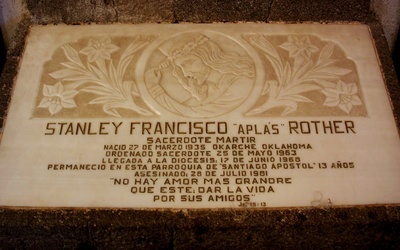 STANLEY FRANCISCO "APLÁS" ROTHER
SACERDOTE MARTIR
NACIO 27 DE MARZO 1935 OKARCHE OKLAHOMA
ORDENADO SACERDOTE 25 DE MAYO 1963
LLEGADA A LA DIOCESIS, 17 DE JUNIO 1968
PERMANECIO EN ESTA PARROQUIA DE "SANTIAGO APOSTOL" 13 AÑOS
ASESINADO, 28 DE JULIO 1981
"NO HAY AMOR MAS GRANDRE
QUE ESTE, DAR LA VIDA
POR SUS AMIGOS"